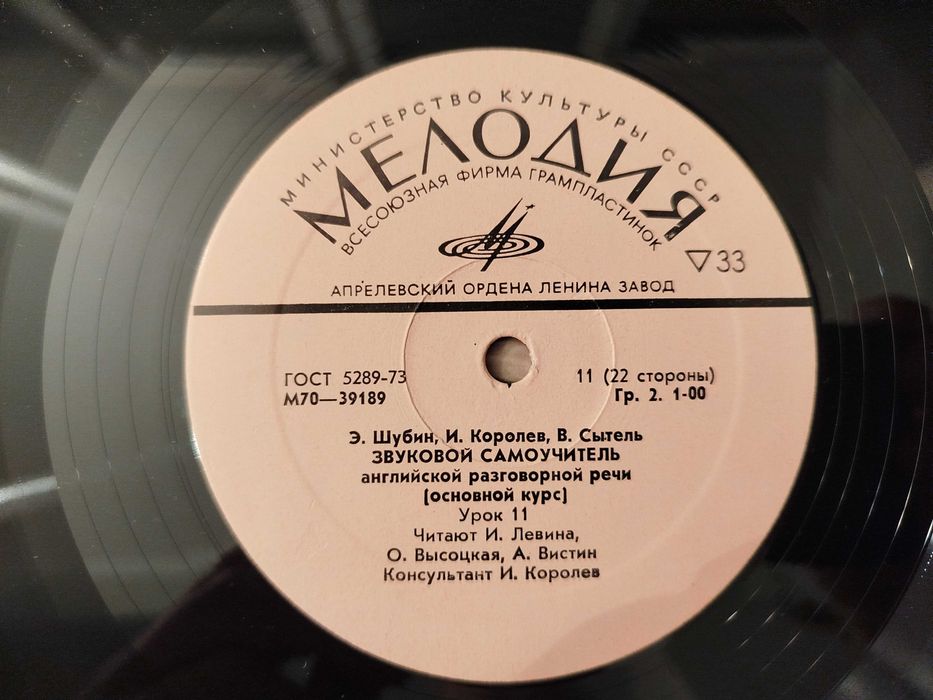 МИНИСТЕРСТВО КУЛЬТУРЫ СССР
МЕЛОДИЯ
ВСЕСОЮЗНАЯ ФИРМА ГРАМПЛАСТИНОК
▽33
АПРЕЛЕВСКИЙ ОРДЕНА ЛЕНИНА ЗАВОД
ГОСТ 5289-73 11 (22 стороны)
М70—39189 Гр. 2. 1-00
Э. Шубин, И. Королев, В. Сытель
ЗВУКОВОЙ САМОУЧИТЕЛЬ
английской разговорной речи
(основной курс)
Урок 11
Читают И. Левина,
О. Высоцкая, А. Вистин
Консультант И. Королев